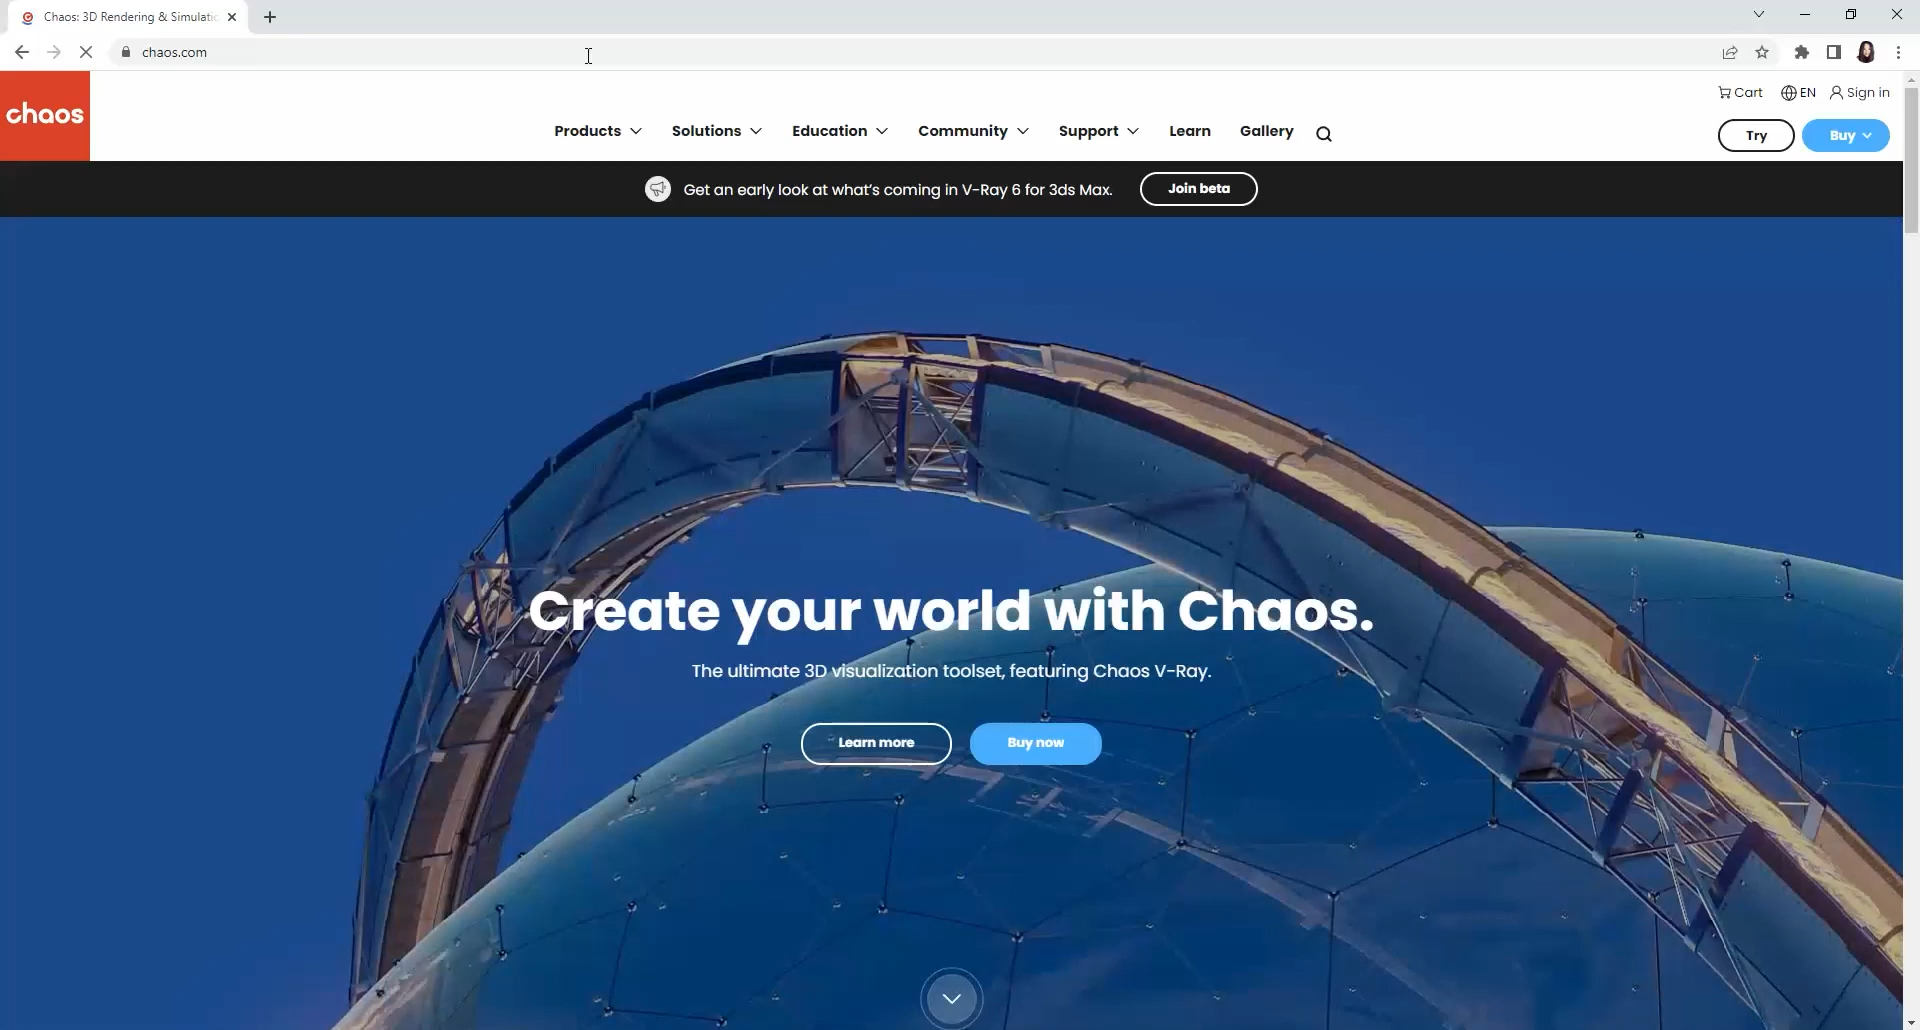 Chaos: 3D Rendering & Simulatic
chaos.com
chaos
Cart EN Sign in
Products Solutions Education Community Support Learn Gallery
Try Buy
Get an early look at what's coming in V-Ray 6 for 3ds Max. Join beta
Create your world with Chaos.
The ultimate 3D visualization toolset, featuring Chaos V-Ray.
Learn more Buy now